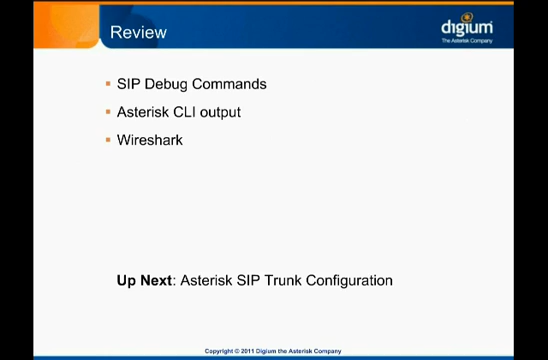 Review
digium
The Asterisk Company
SIP Debug Commands
Asterisk CLI output
Wireshark
Up Next: Asterisk SIP Trunk Configuration
Copyright © 2011 Digium the Asterisk Company